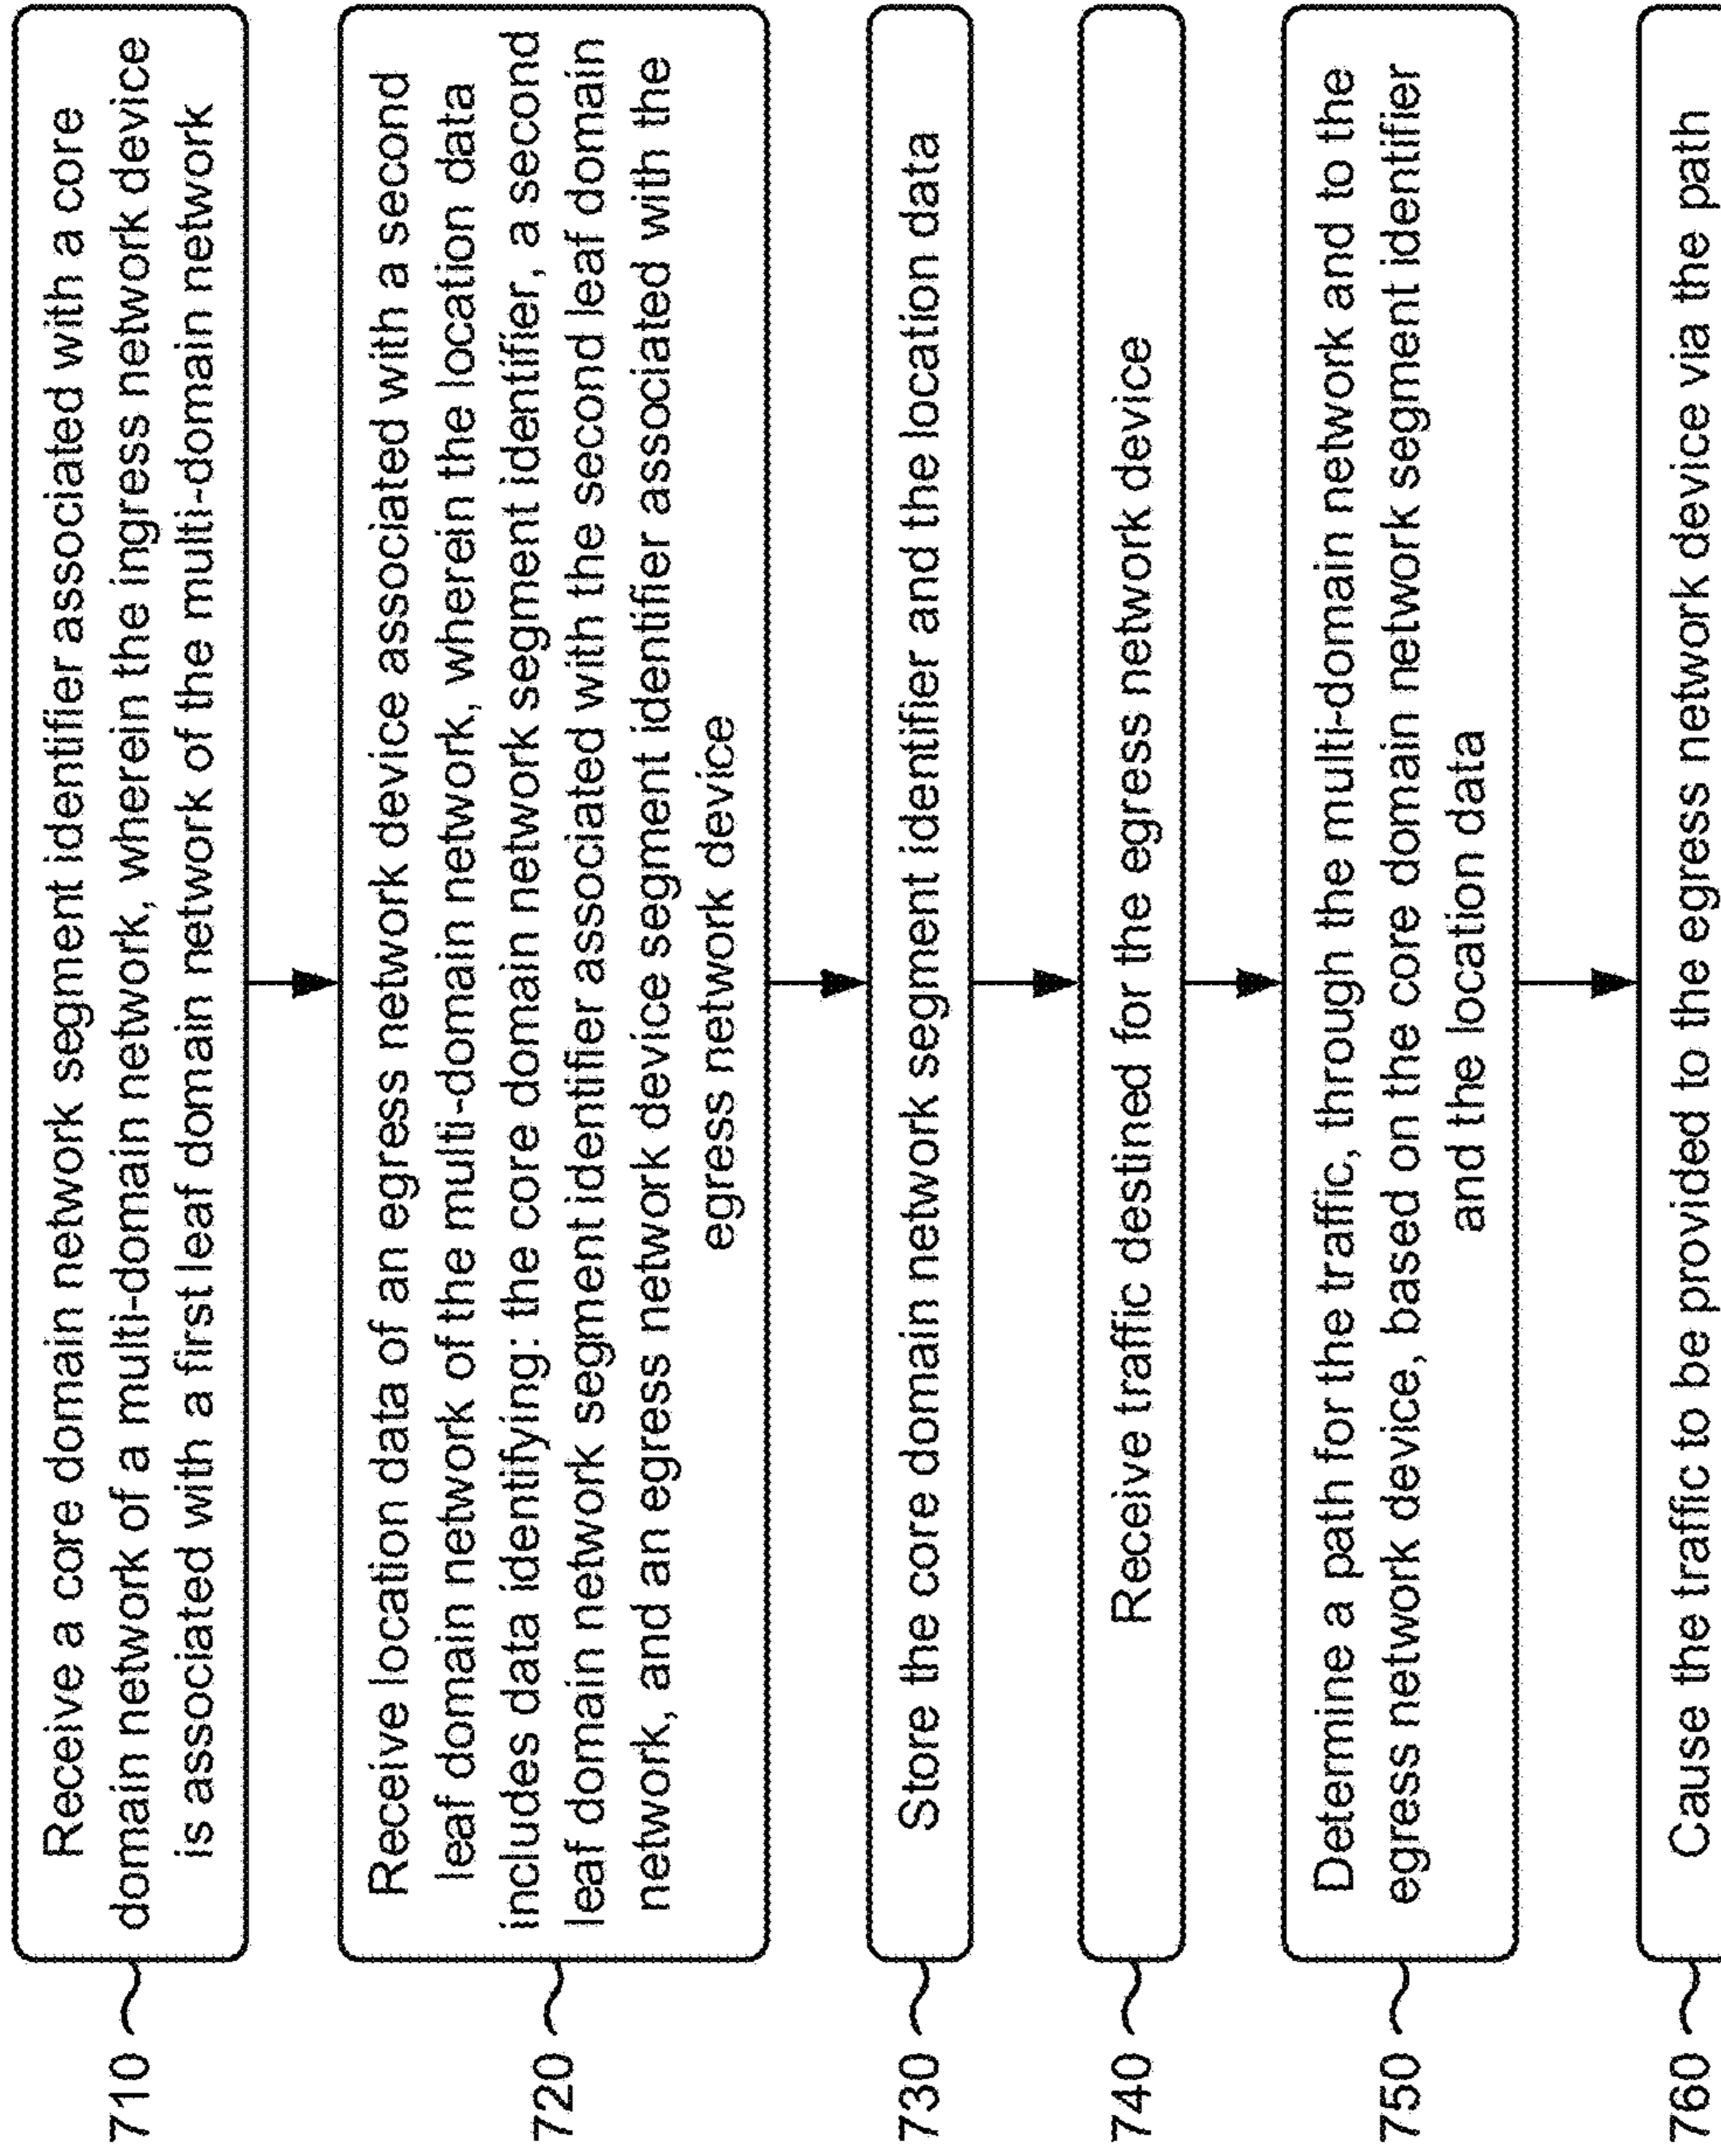 710
Receive a core domain network segment identifier associated with a core
domain network of a multi-domain network, wherein the ingress network device
is associated with a first leaf domain network of the multi-domain network
720
Receive location data of an egress network device associated with a second
leaf domain network of the multi-domain network, wherein the location data
includes data identifying: the core domain network segment identifier, a second
leaf domain network segment identifier associated with the second leaf domain
network, and an egress network device segment identifier associated with the
egress network device
730
Store the core domain network segment identifier and the location data
740
Receive traffic destined for the egress network device
750
Determine a path for the traffic, through the multi-domain network and to the
egress network device, based on the core domain network segment identifier
and the location data
760
Cause the traffic to be provided to the egress network device via the path